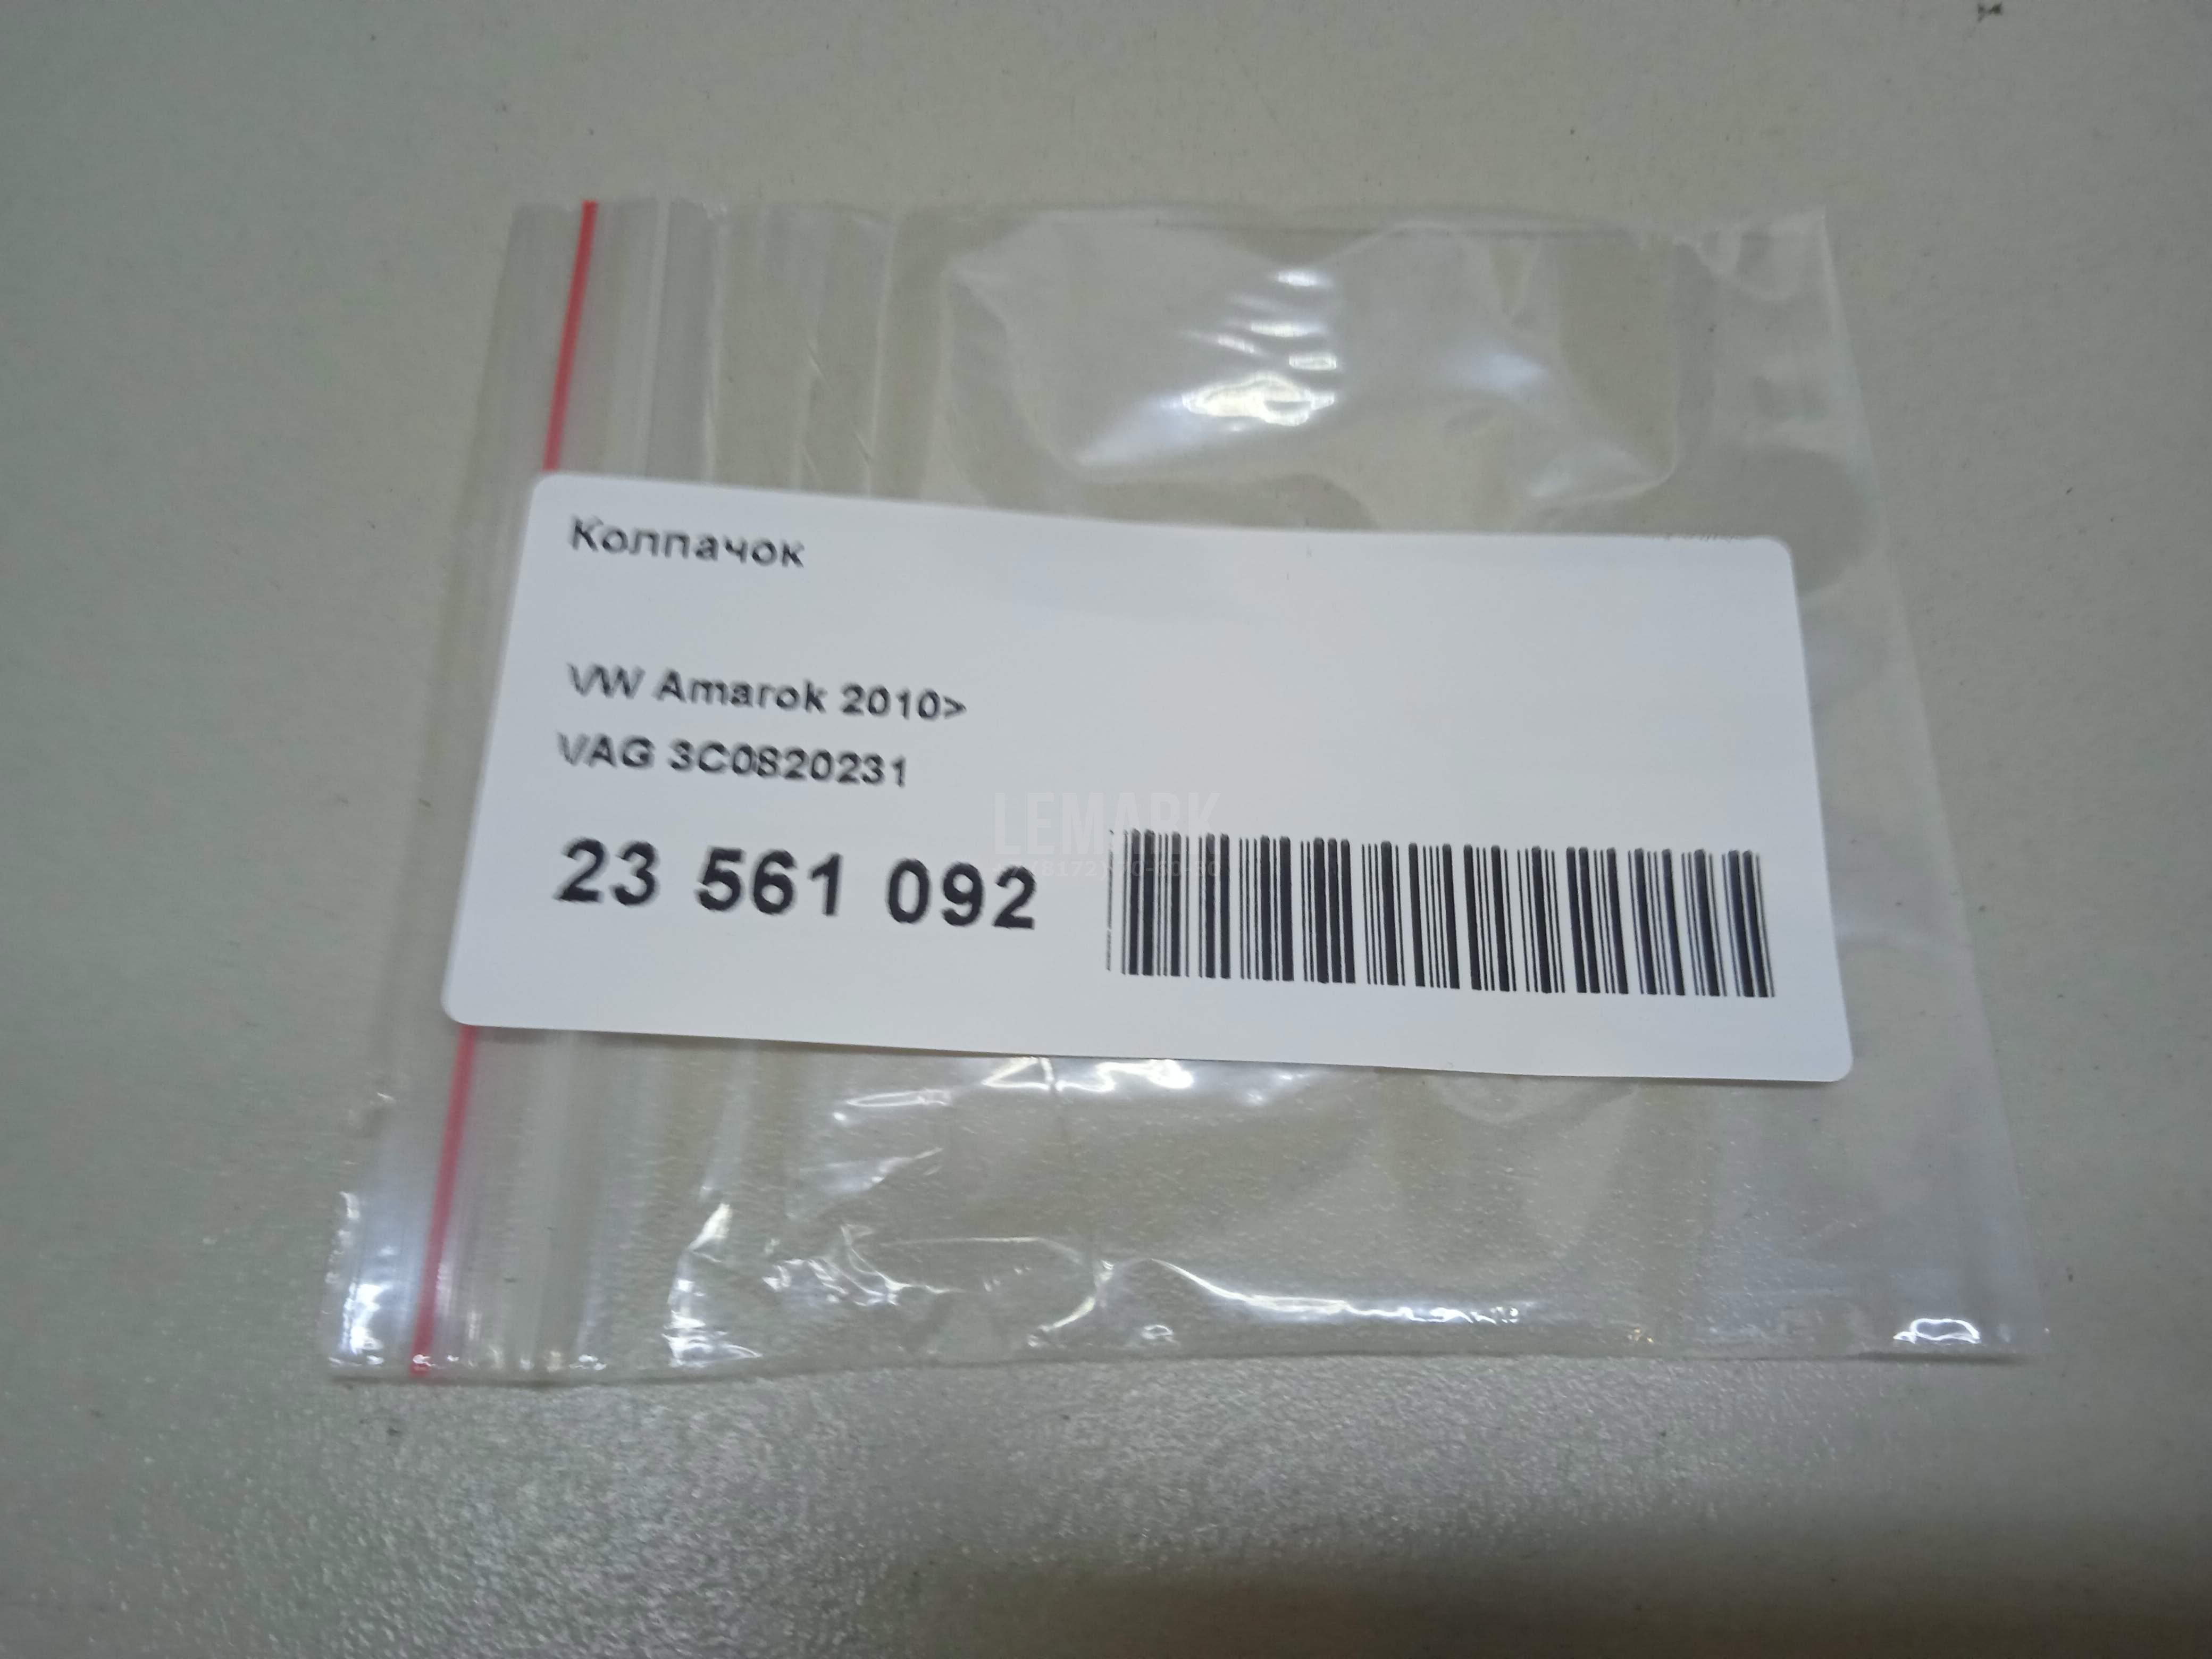 Колпачок
VW Amarok 2010>
VAG 3C0820231
23 561 092
LEMARK